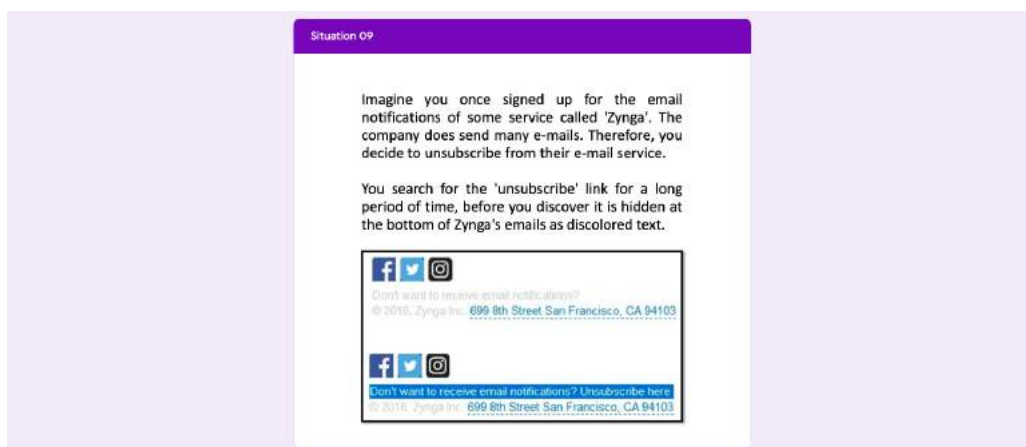 Situation 09
Imagine you once signed up for the email
notifications of some service called 'Zynga'. The
company does send many e-mails. Therefore, you
decide to unsubscribe from their e-mail service.
You search for the 'unsubscribe' link for a long
period of time, before you discover it is hidden at
the bottom of Zynga's emails as discolored text.
Don't want to receive email notifications?
© 2016, Zynga Inc. 699 8th Street San Francisco, CA 94103
Don't want to receive email notifications? Unsubscribe here
© 2016, Zynga Inc. 699 8th Street San Francisco, CA 94103